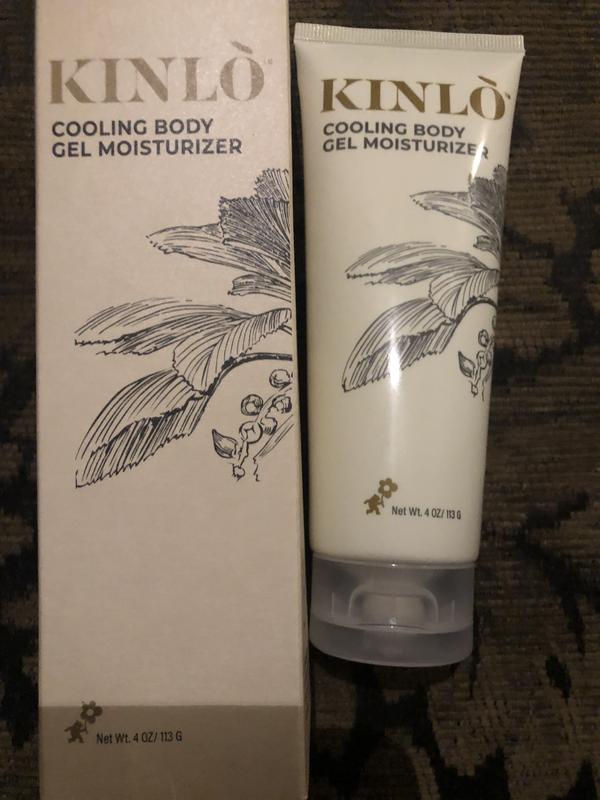 KINLÒ
COOLING BODY
GEL MOISTURIZER
Net Wt. 4 OZ/ 113 G
KINLÒ
COOLING BODY
GEL MOISTURIZER
Net Wt. 4 OZ/ 113 G